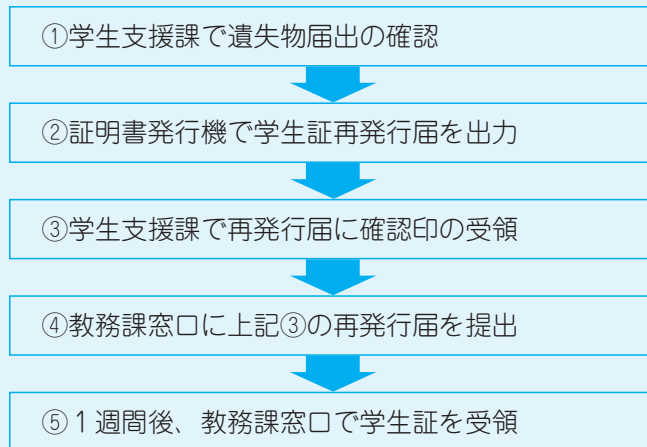 ①学生支援課で遺失物届出の確認
②証明書発行機で学生証再発行届を出力
③学生支援課で再発行届に確認印の受領
④教務課窓口に上記③の再発行届を提出
⑤１週間後、教務課窓口で学生証を受領